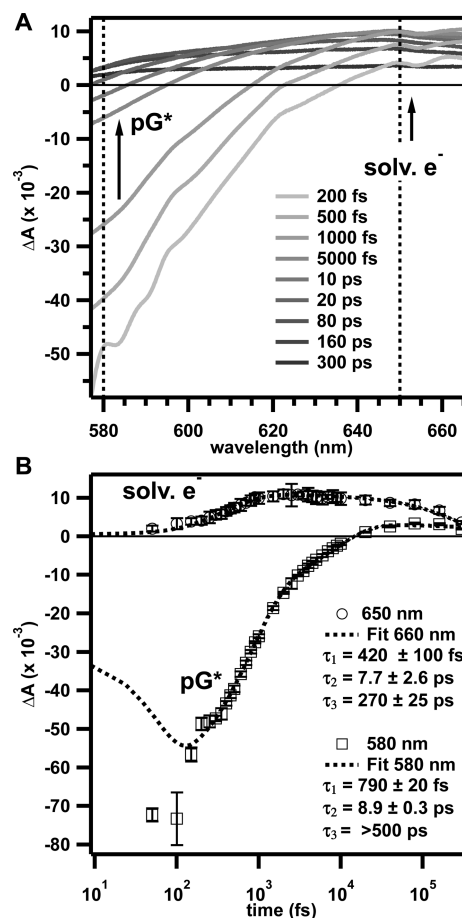 A
10
0
-10
-20
-30
-40
-50
ΔA (x 10⁻³)
pG*
solv. e⁻
200 fs
500 fs
1000 fs
5000 fs
10 ps
20 ps
80 ps
160 ps
300 ps
580
600
620
640
660
wavelength (nm)
B
solv. e⁻
10
0
-10
-20
-30
-40
-50
-60
-70
-80
ΔA (x 10⁻³)
pG*
650 nm
Fit 660 nm
τ₁ = 420 ± 100 fs
τ₂ = 7.7 ± 2.6 ps
τ₃ = 270 ± 25 ps
580 nm
Fit 580 nm
τ₁ = 790 ± 20 fs
τ₂ = 8.9 ± 0.3 ps
τ₃ = >500 ps
10¹ 10² 10³ 10⁴ 10⁵
time (fs)